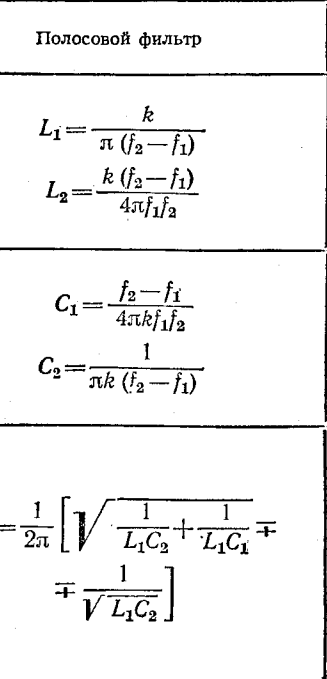 Полосовой фильтр
L₁ = k / π (f₂ − f₁)
L₂ = k (f₂ − f₁) / 4πf₁f₂
C₁ = f₂ − f₁ / 4πkf₁f₂
C₂ = 1 / πk (f₂ − f₁)
= 1 / 2π [ √ 1 / L₁C₂ + 1 / L₁C₁ ∓
∓ 1 / √ L₁C₂ ]